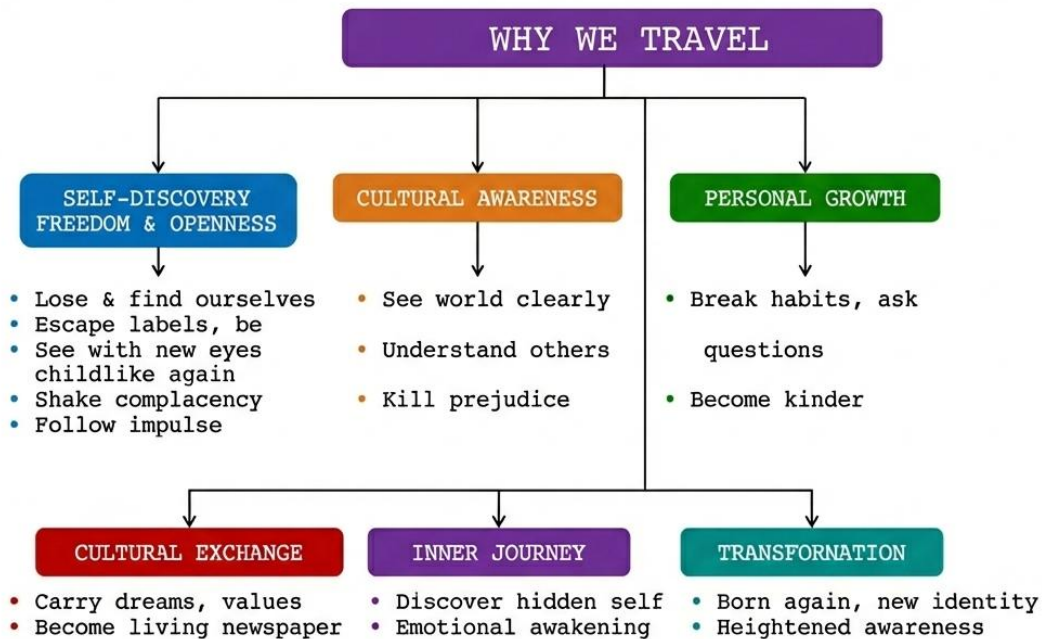 WHY WE TRAVEL
SELF-DISCOVERY
FREEDOM & OPENNESS
• Lose & find ourselves
• Escape labels, be
• See with new eyes
childlike again
• Shake complacency
• Follow impulse
CULTURAL AWARENESS
• See world clearly
• Understand others
• Kill prejudice
PERSONAL GROWTH
• Break habits, ask
questions
• Become kinder
CULTURAL EXCHANGE
• Carry dreams, values
• Become living newspaper
INNER JOURNEY
• Discover hidden self
• Emotional awakening
TRANSFORNATION
• Born again, new identity
• Heightened awareness